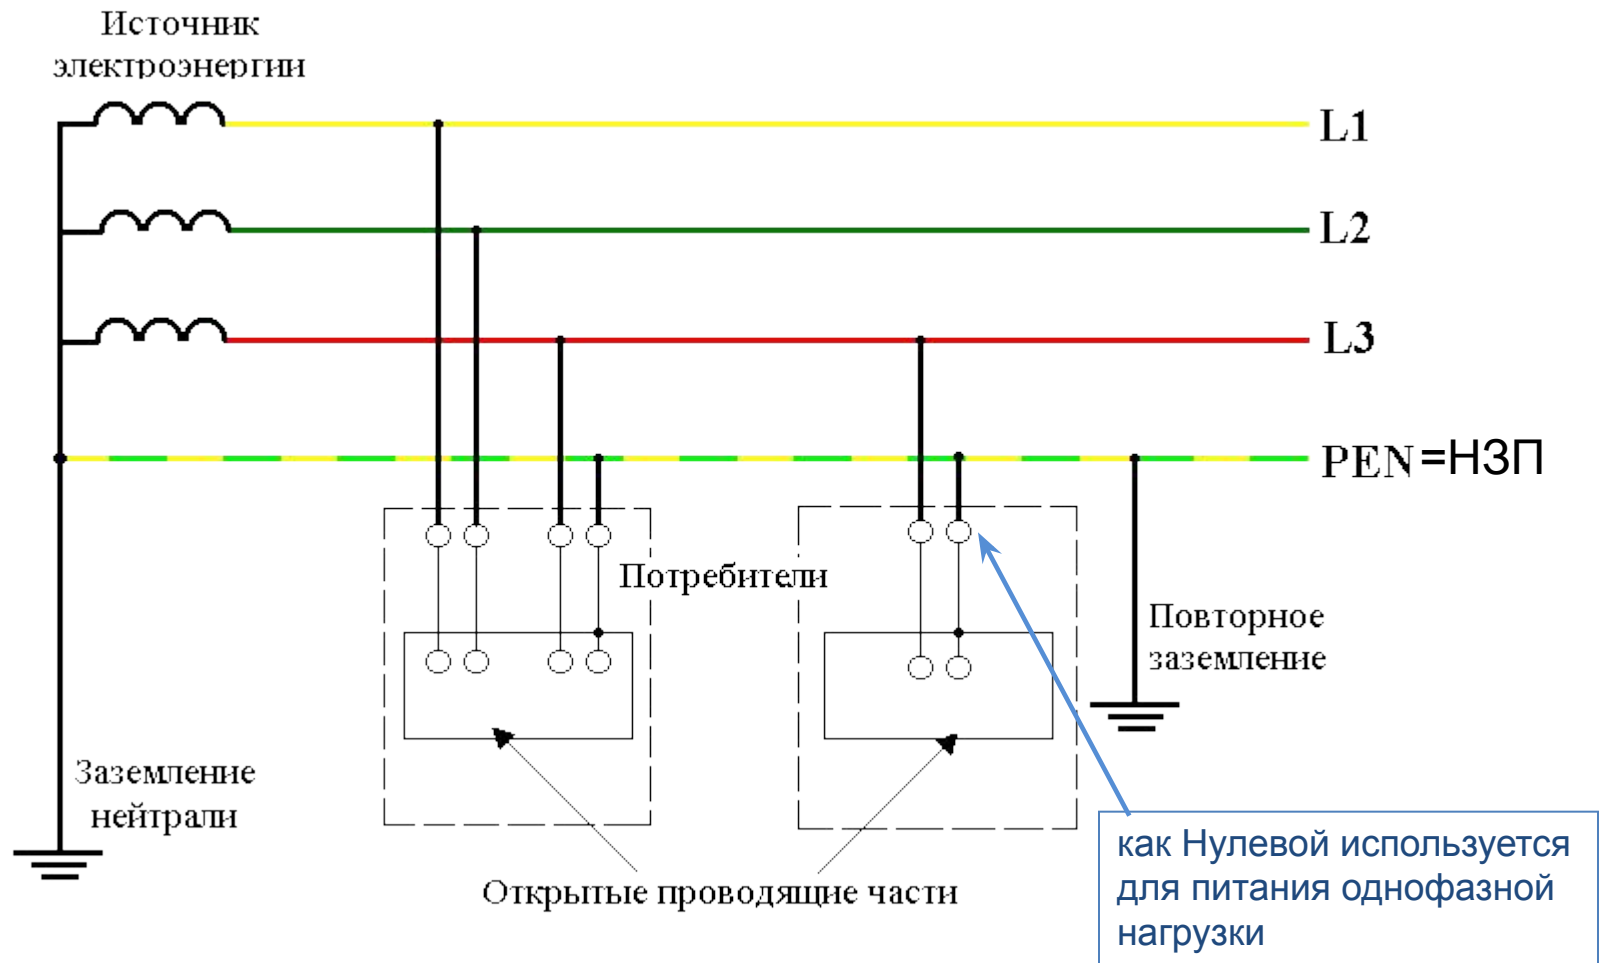 Источник
электроэнергии
L1
L2
L3
PEN=НЗП
Потребители
Повторное
заземление
Заземление
нейтрали
Открытые проводящие части
как Нулевой используется
для питания однофазной
нагрузки